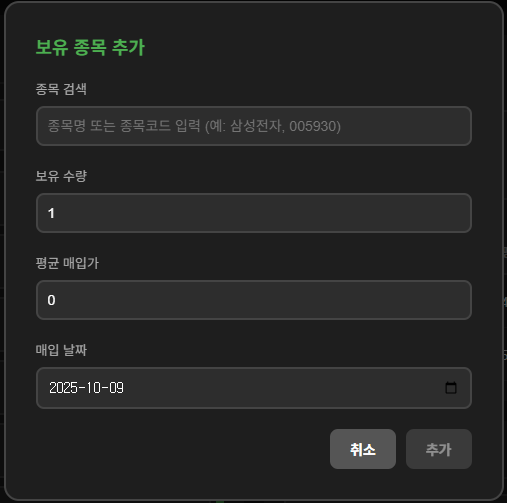 보유 종목 추가
종목 검색
종목명 또는 종목코드 입력 (예: 삼성전자, 005930)
보유 수량
1
평균 매입가
0
매입 날짜
2025-10-09
취소 추가